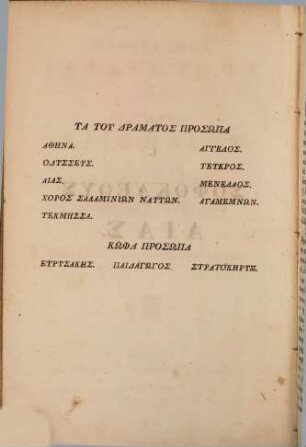 ΤΑ ΤΟΥ ΔΡΑΜΑΤΟΣ ΠΡΟΣΩΠΑ
ΑΘΗΝΑ. ΑΓΓΕΛΟΣ.
ΟΔΥΣΣΕΥΣ. ΤΕΥΚΡΟΣ.
ΑΙΑΣ. ΜΕΝΕΛΑΟΣ.
ΧΟΡΟΣ ΣΑΛΑΜΙΝΙΩΝ ΝΑΥΤΩΝ. ΑΓΑΜΕΜΝΩΝ.
ΤΕΚΜΗΣΣΑ.
ΚΩΦΑ ΠΡΟΣΩΠΑ
ΕΥΡΥΣΑΚΗΣ. ΠΑΙΔΑΓΩΓΟΣ. ΣΤΡΑΤΟΚΗΡΥΞ.